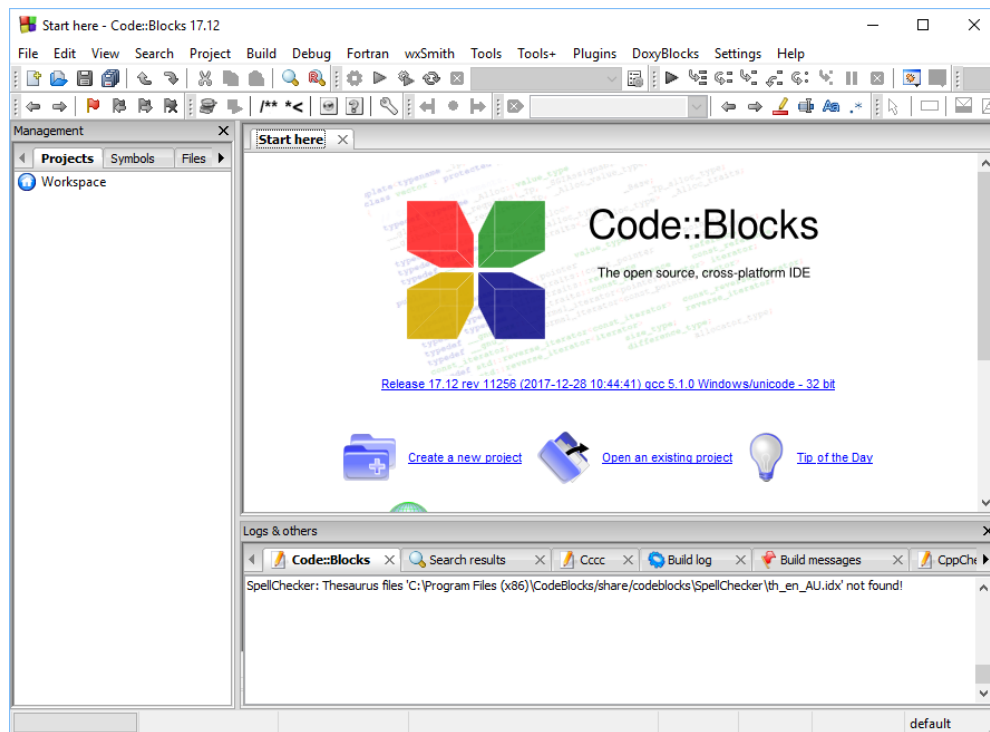 Start here - Code::Blocks 17.12
File Edit View Search Project Build Debug Fortran wxSmith Tools Tools+ Plugins DoxyBlocks Settings Help
/** *<
Aa .*
Management
Projects Symbols Files
Workspace
Start here
Code::Blocks
The open source, cross-platform IDE
Release 17.12 rev 11256 (2017-12-28 10:44:41) gcc 5.1.0 Windows/unicode - 32 bit
Create a new project Open an existing project Tip of the Day
Logs & others
Code::Blocks Search results Cccc Build log Build messages CppChe
SpellChecker: Thesaurus files 'C:\Program Files (x86)\CodeBlocks/share/codeblocks\SpellChecker\th_en_AU.idx' not found!
default